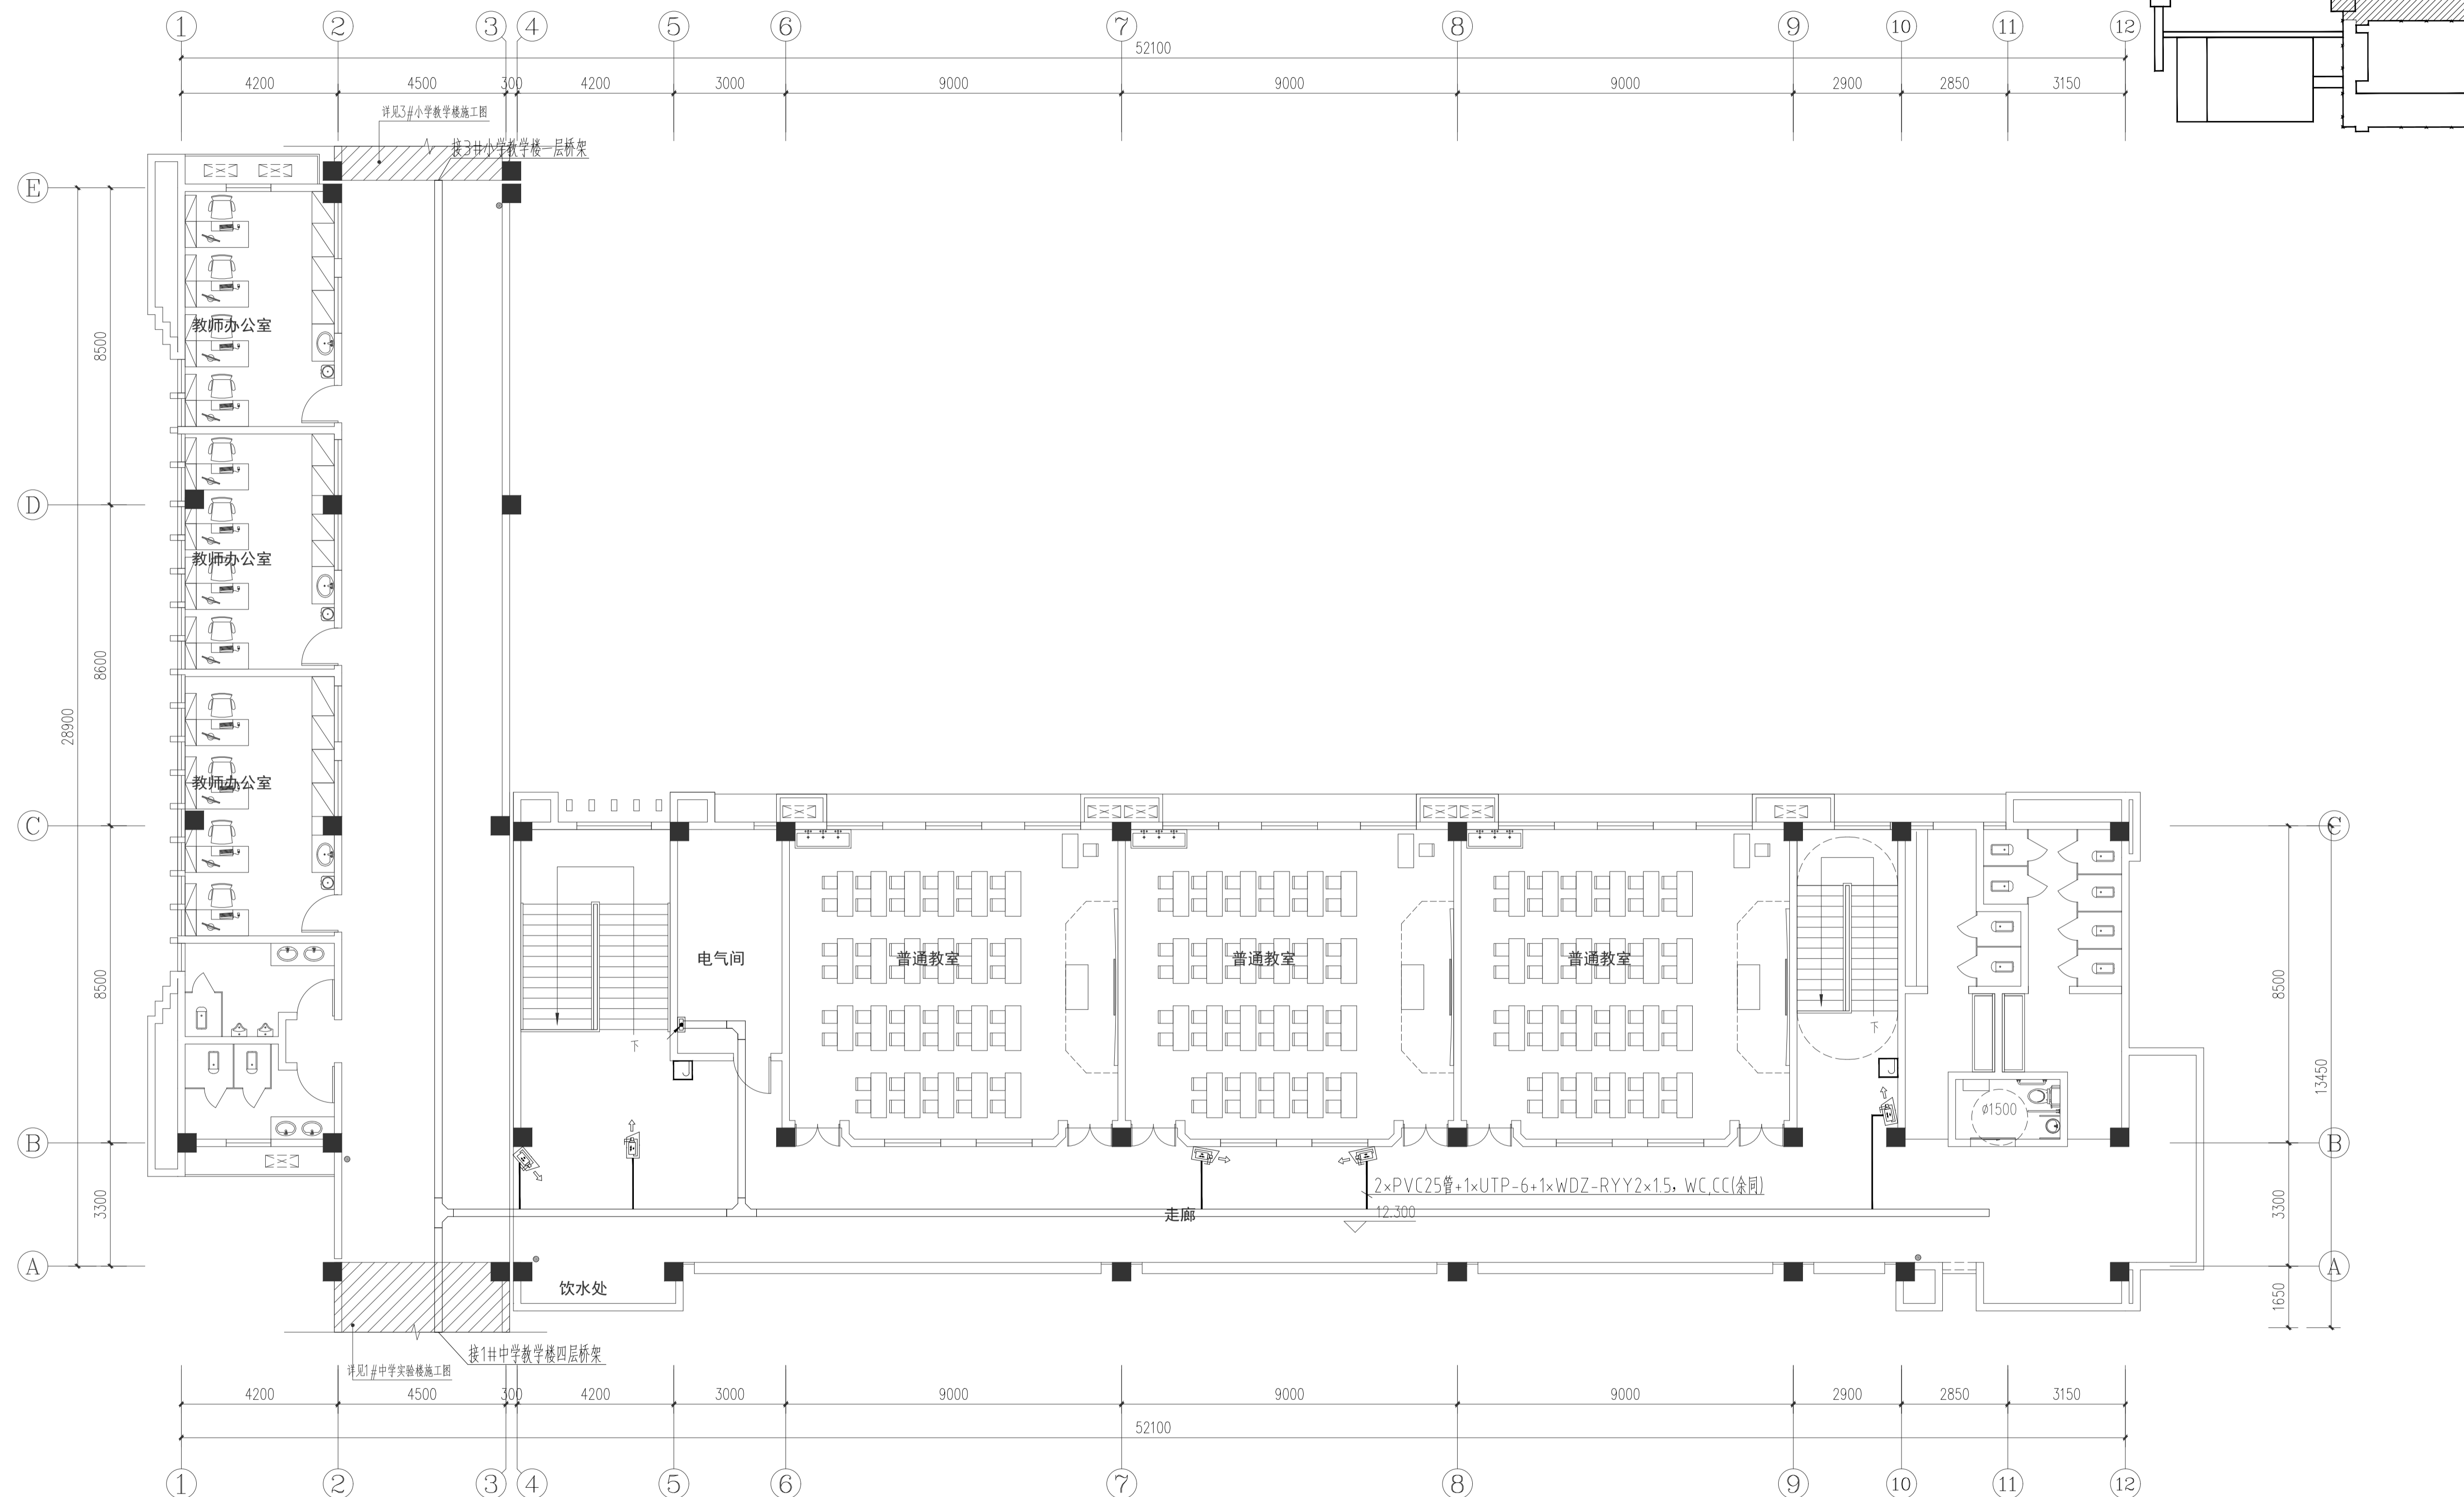 1 2 3 4 5 6 7 8 9 10 11 12
52100
4200 4500 300 4200 3000 9000 9000 9000 2900 2850 3150
详见3#小学教学楼施工图
接3#小学教学楼一层桥架
E
教师办公室
8500
D
教师办公室
8600
28900
教师办公室
C
C
电气间
普通教室
普通教室
普通教室
8500
8500
下
下
J
J
13450
ø1500
B
B
2×PVC25管+1×UTP-6+1×WDZ-RYY2×1.5，WC,CC(余同)
3300
走廊
12.300
3300
A
A
饮水处
1650
接1#中学教学楼四层桥架
详见1#中学实验楼施工图
4200 4500 300 4200 3000 9000 9000 9000 2900 2850 3150
52100
1 2 3 4 5 6 7 8 9 10 11 12